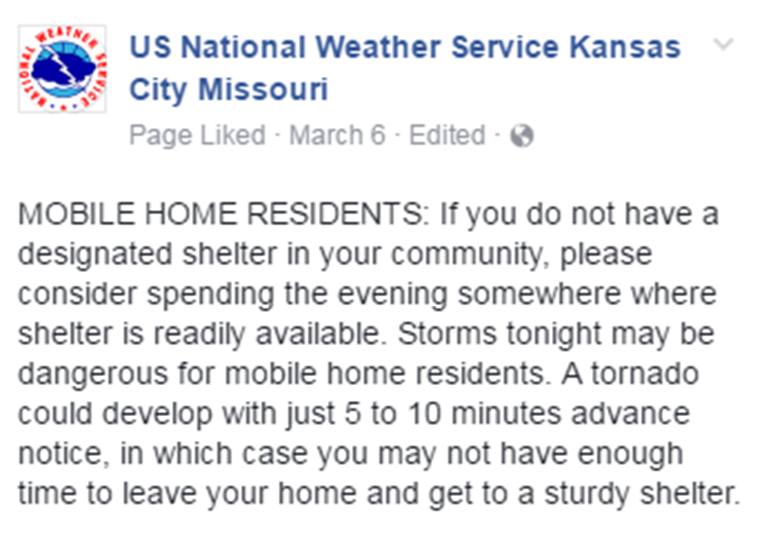 NATIONAL WEATHER SERVICE
US National Weather Service Kansas
City Missouri
Page Liked · March 6 · Edited ·
MOBILE HOME RESIDENTS: If you do not have a
designated shelter in your community, please
consider spending the evening somewhere where
shelter is readily available. Storms tonight may be
dangerous for mobile home residents. A tornado
could develop with just 5 to 10 minutes advance
notice, in which case you may not have enough
time to leave your home and get to a sturdy shelter.